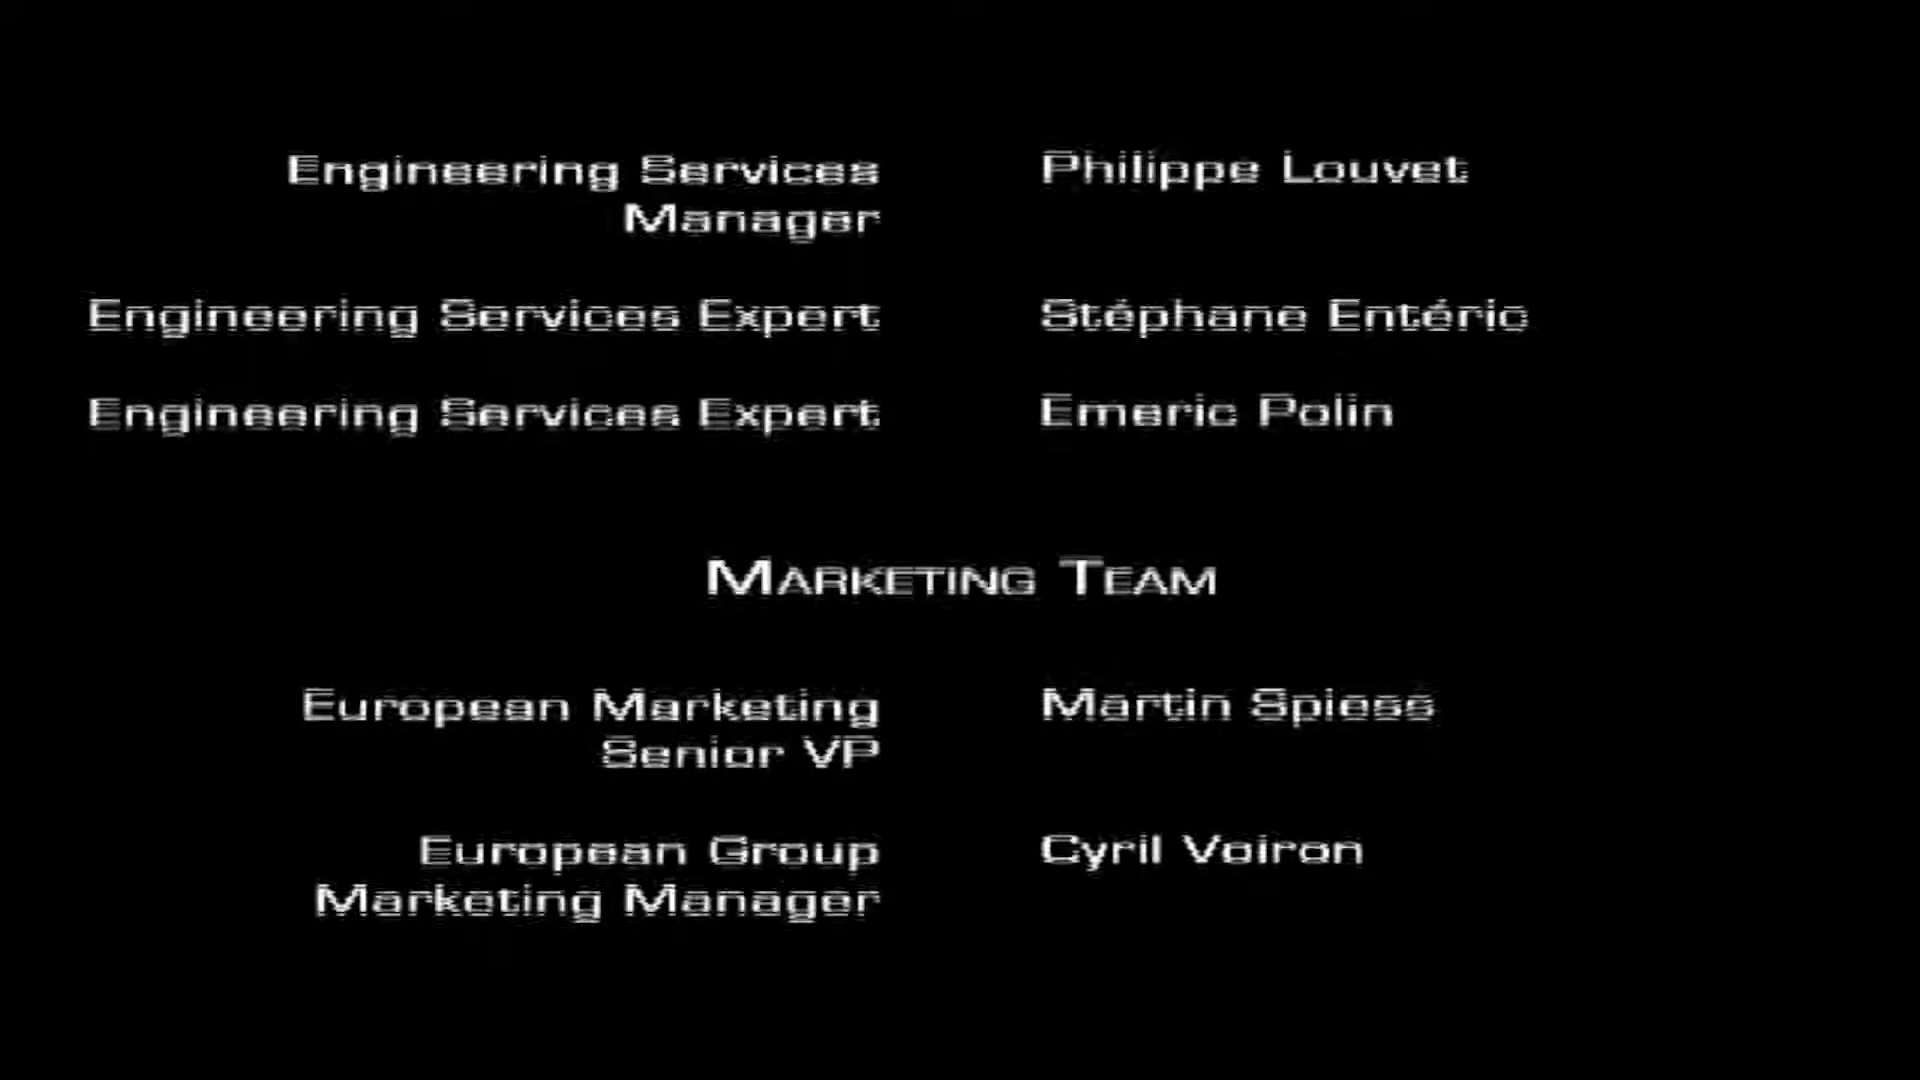 Engineering Services Philippe Louvet
Manager
Engineering Services Expert Stéphane Entéric
Engineering Services Expert Emeric Polin
MARKETING TEAM
European Marketing Martin Spiess
Senior VP
European Group Cyril Voiron
Marketing Manager